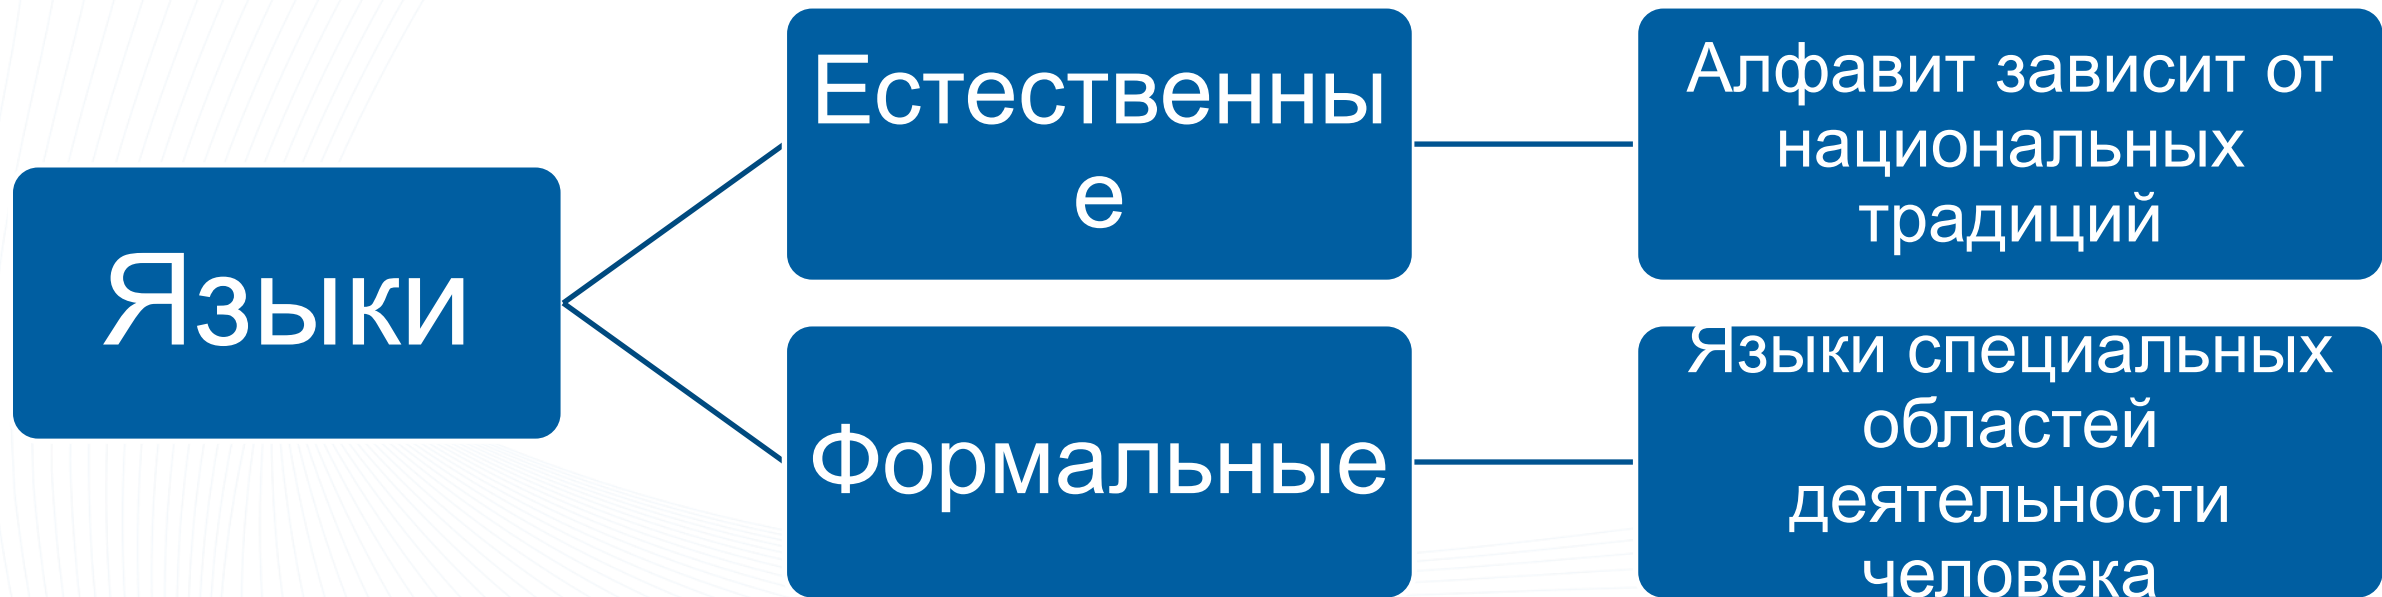 Языки
Естественны
е
Алфавит зависит от
национальных
традиций
Формальные
Языки специальных
областей
деятельности
человека